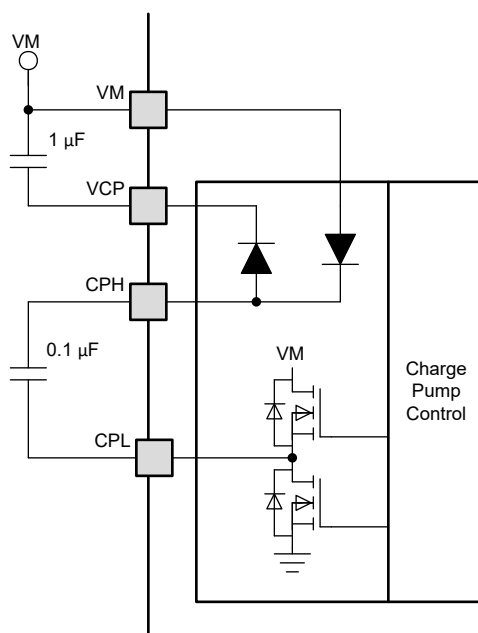 VM
VM
1 µF
VCP
CPH
0.1 µF
CPL
VM
Charge
Pump
Control